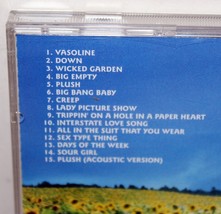 1. VASOLINE
2. DOWN
3. WICKED GARDEN
4. BIG EMPTY
5. PLUSH
6. BIG BANG BABY
7. CREEP
8. LADY PICTURE SHOW
9. TRIPPIN' ON A HOLE IN A PAPER HEART
10. INTERSTATE LOVE SONG
11. ALL IN THE SUIT THAT YOU WEAR
12. SEX TYPE THING
13. DAYS OF THE WEEK
14. SOUR GIRL
15. PLUSH (ACOUSTIC VERSION)